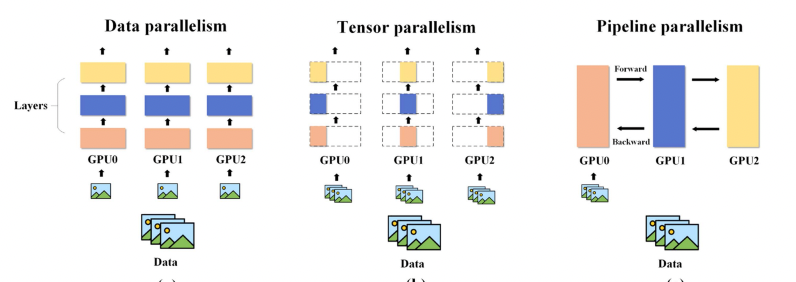 Data parallelism
Tensor parallelism
Pipeline parallelism
Layers
GPU0
GPU1
GPU2
Data
GPU0
GPU1
GPU2
Data
Forward
Backward
GPU0
GPU1
GPU2
Data